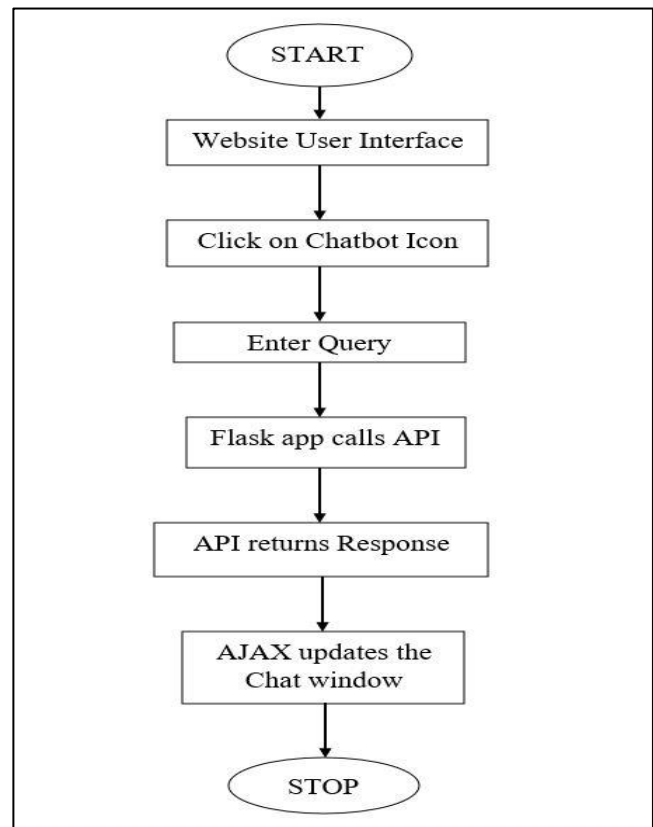 START
Website User Interface
Click on Chatbot Icon
Enter Query
Flask app calls API
API returns Response
AJAX updates the
Chat window
STOP